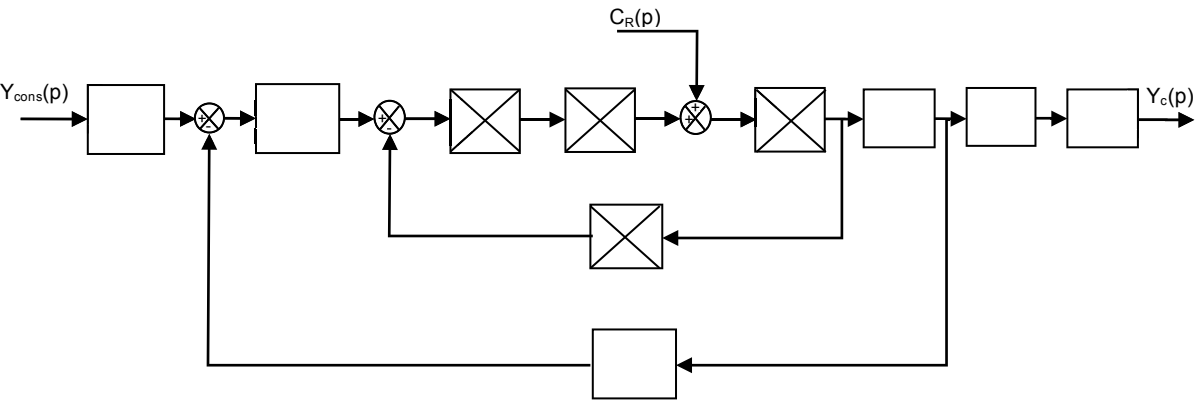 C_R(p)
Y_cons(p)
Y_c(p)
+
-
+
-
+
+